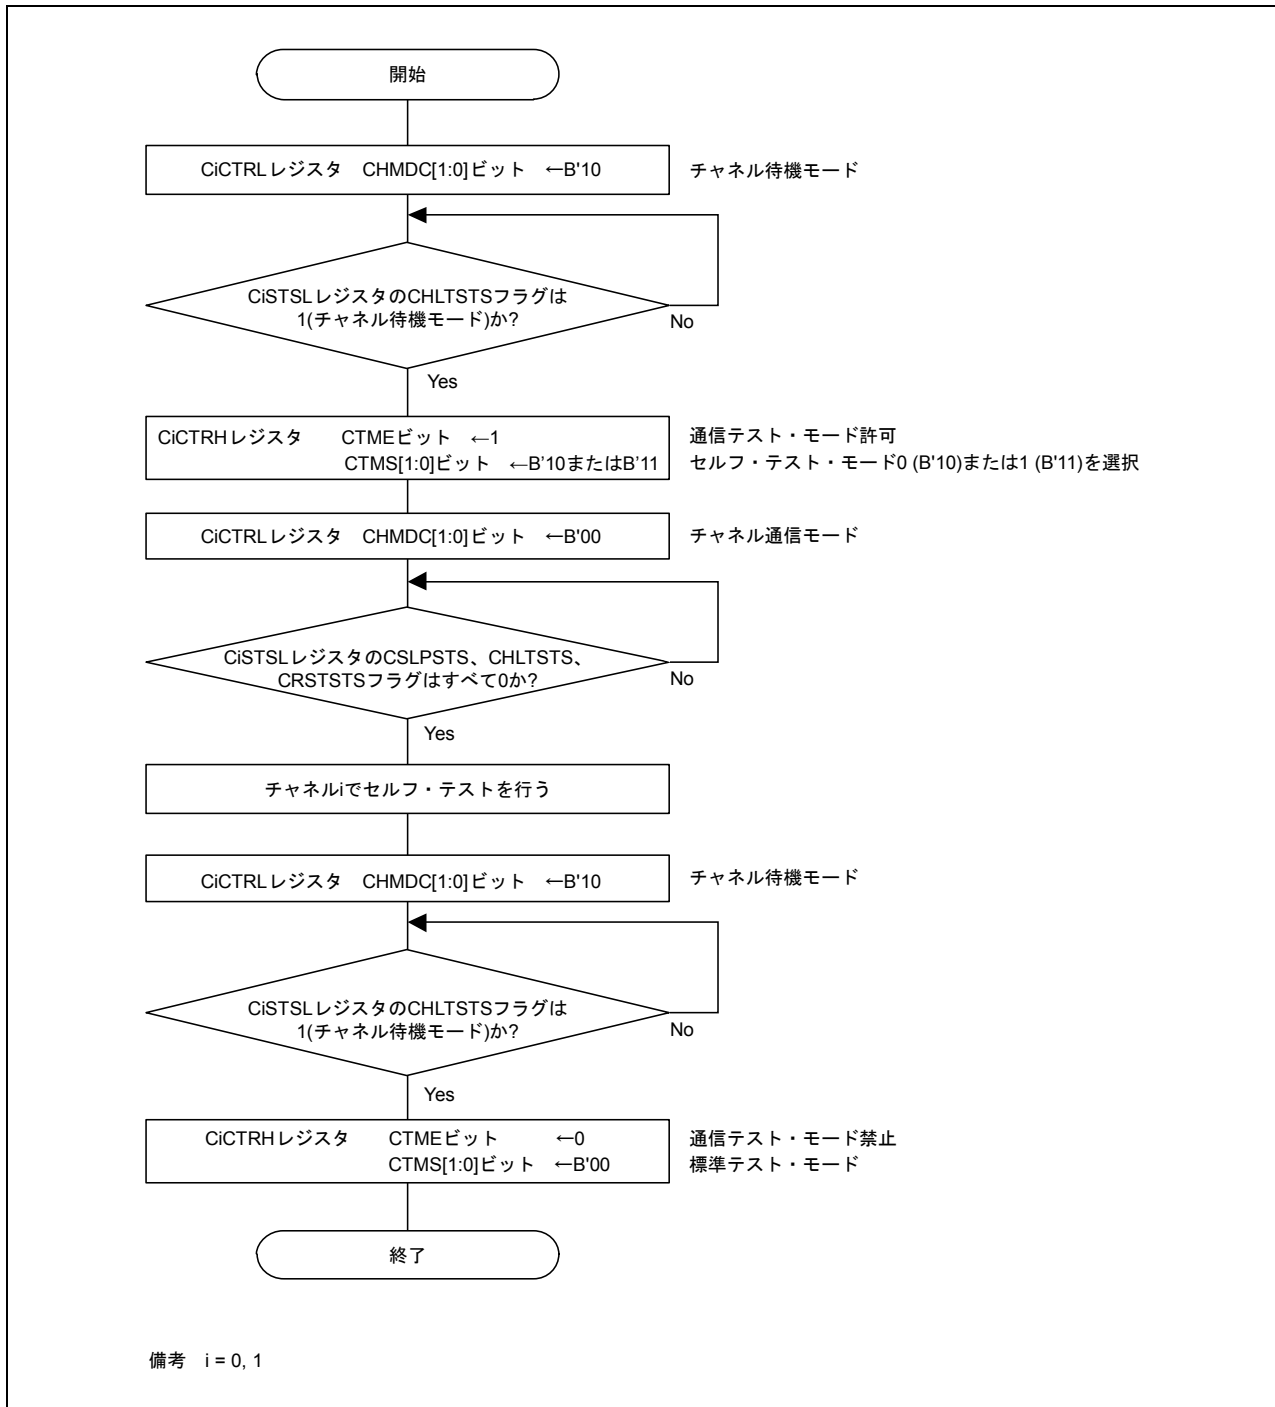 開始
CiCTRLレジスタ CHMDC[1:0]ビット ←B'10 チャネル待機モード
CiSTSLレジスタのCHLTSTSフラグは
1(チャネル待機モード)か?
No
Yes
CiCTRHレジスタ CTMEビット ←1 通信テスト・モード許可
CTMS[1:0]ビット ←B’10またはB’11 セルフ・テスト・モード0 (B'10)または1 (B'11)を選択
CiCTRLレジスタ CHMDC[1:0]ビット ←B'00 チャネル通信モード
CiSTSLレジスタのCSLPSTS、CHLTSTS、
CRSTSTSフラグはすべて0か?
No
Yes
チャネルiでセルフ・テストを行う
CiCTRLレジスタ CHMDC[1:0]ビット ←B'10 チャネル待機モード
CiSTSLレジスタのCHLTSTSフラグは
1(チャネル待機モード)か?
No
Yes
CiCTRHレジスタ CTMEビット ←0 通信テスト・モード禁止
CTMS[1:0]ビット ←B'00 標準テスト・モード
終了
備考 i = 0, 1